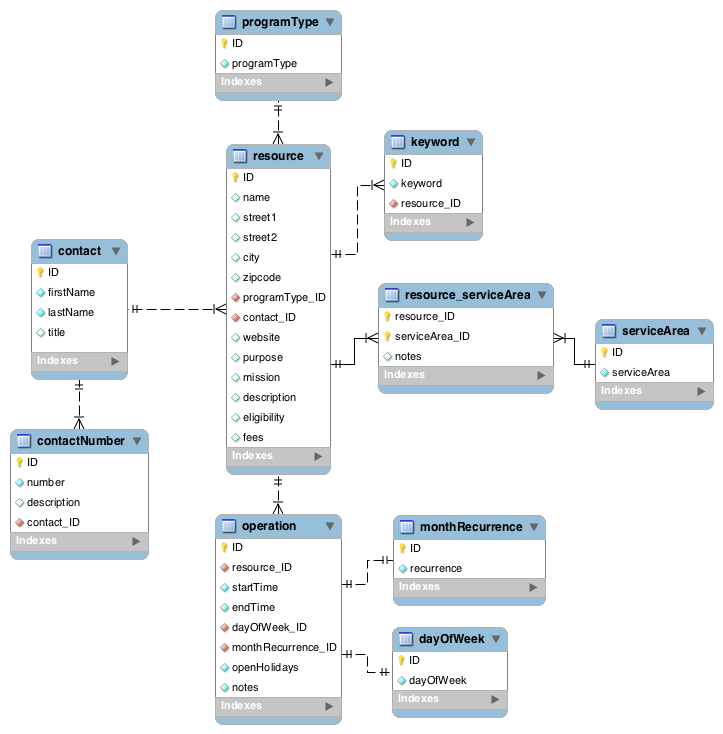 programType
ID
programType
Indexes
resource
ID
name
street1
street2
city
zipcode
programType_ID
contact_ID
website
purpose
mission
description
eligibility
fees
Indexes
keyword
ID
keyword
resource_ID
Indexes
contact
ID
firstName
lastName
title
Indexes
resource_serviceArea
resource_ID
serviceArea_ID
notes
Indexes
serviceArea
ID
serviceArea
Indexes
contactNumber
ID
number
description
contact_ID
Indexes
operation
ID
resource_ID
startTime
endTime
dayOfWeek_ID
monthRecurrence_ID
openHolidays
notes
Indexes
monthRecurrence
ID
recurrence
Indexes
dayOfWeek
ID
dayOfWeek
Indexes